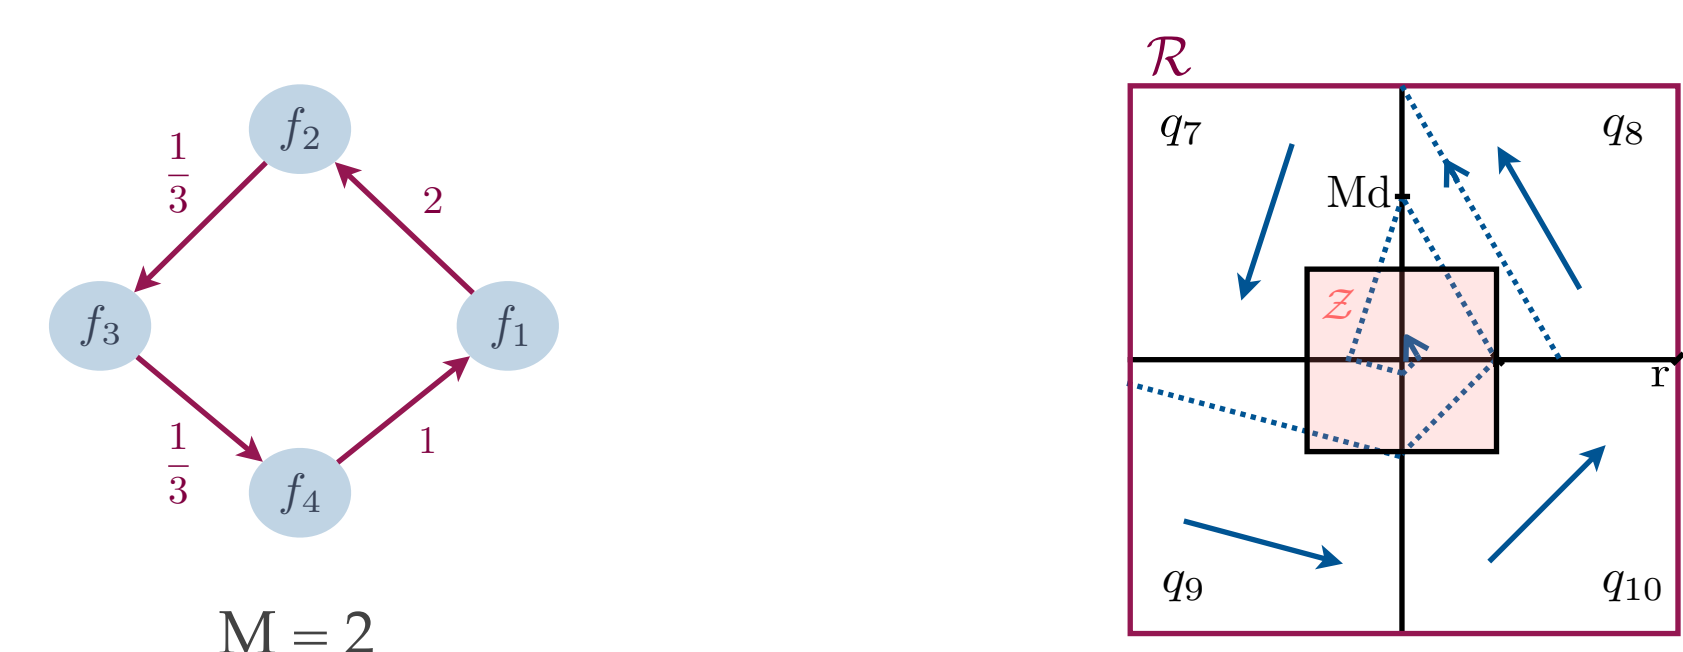 f₂
1/3
2
f₃
f₁
1/3
1
f₄
M = 2
ℛ
q₇
q₈
Md
𝒵
r
q₉
q₁₀